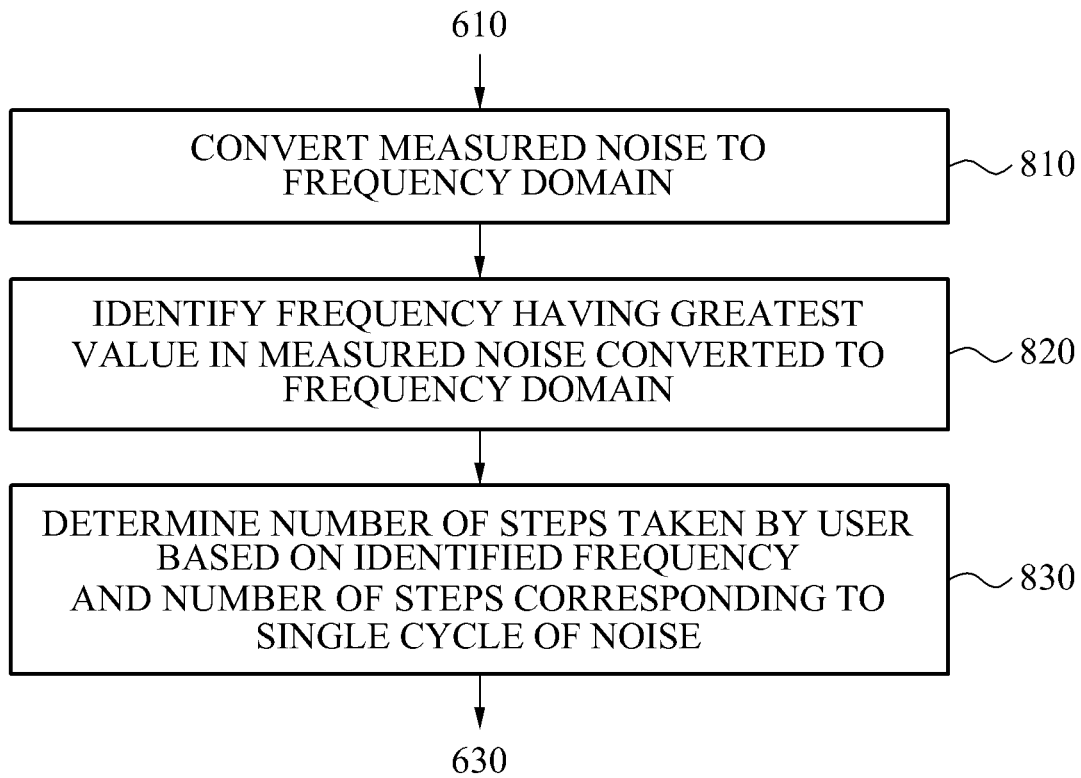 610
CONVERT MEASURED NOISE TO
FREQUENCY DOMAIN
810
IDENTIFY FREQUENCY HAVING GREATEST
VALUE IN MEASURED NOISE CONVERTED TO
FREQUENCY DOMAIN
820
DETERMINE NUMBER OF STEPS TAKEN BY USER
BASED ON IDENTIFIED FREQUENCY
AND NUMBER OF STEPS CORRESPONDING TO
SINGLE CYCLE OF NOISE
830
630